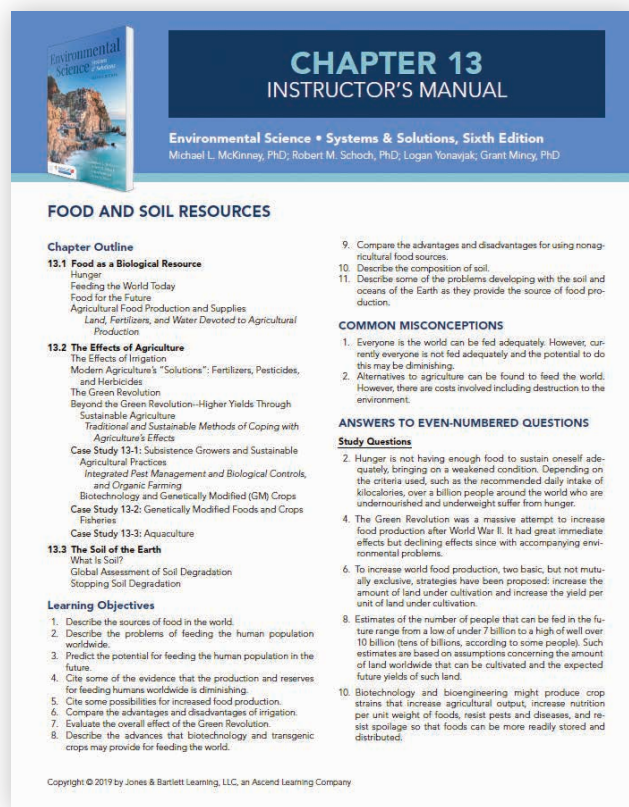 Environmental
Science
CHAPTER 13
INSTRUCTOR'S MANUAL
Environmental Science • Systems & Solutions, Sixth Edition
Michael L. McKinney, PhD; Robert M. Schoch, PhD; Logan Yonavjak; Grant Mincy, PhD
FOOD AND SOIL RESOURCES
Chapter Outline
13.1 Food as a Biological Resource
Hunger
Feeding the World Today
Food for the Future
Agricultural Food Production and Supplies
Land, Fertilizers, and Water Devoted to Agricultural
Production
13.2 The Effects of Agriculture
The Effects of Irrigation
Modern Agriculture's "Solutions": Fertilizers, Pesticides,
and Herbicides
The Green Revolution
Beyond the Green Revolution--Higher Yields Through
Sustainable Agriculture
Traditional and Sustainable Methods of Coping with
Agriculture's Effects
Case Study 13-1: Subsistence Growers and Sustainable
Agricultural Practices
Integrated Pest Management and Biological Controls,
and Organic Farming
Biotechnology and Genetically Modified (GM) Crops
Case Study 13-2: Genetically Modified Foods and Crops
Fisheries
Case Study 13-3: Aquaculture
13.3 The Soil of the Earth
What Is Soil?
Global Assessment of Soil Degradation
Stopping Soil Degradation
Learning Objectives
1. Describe the sources of food in the world.
2. Describe the problems of feeding the human population
worldwide.
3. Predict the potential for feeding the human population in the
future.
4. Cite some of the evidence that the production and reserves
for feeding humans worldwide is diminishing.
5. Cite some possibilities for increased food production.
6. Compare the advantages and disadvantages of irrigation.
7. Evaluate the overall effect of the Green Revolution.
8. Describe the advances that biotechnology and transgenic
crops may provide for feeding the world.
9. Compare the advantages and disadvantages for using nonag-
ricultural food sources.
10. Describe the composition of soil.
11. Describe some of the problems developing with the soil and
oceans of the Earth as they provide the source of food pro-
duction.
COMMON MISCONCEPTIONS
1. Everyone is the world can be fed adequately. However, cur-
rently everyone is not fed adequately and the potential to do
this may be diminishing.
2. Alternatives to agriculture can be found to feed the world.
However, there are costs involved including destruction to the
environment.
ANSWERS TO EVEN-NUMBERED QUESTIONS
Study Questions
2. Hunger is not having enough food to sustain oneself ade-
quately, bringing on a weakened condition. Depending on
the criteria used, such as the recommended daily intake of
kilocalories, over a billion people around the world who are
undernourished and underweight suffer from hunger.
4. The Green Revolution was a massive attempt to increase
food production after World War II. It had great immediate
effects but declining effects since with accompanying envi-
ronmental problems.
6. To increase world food production, two basic, but not mutu-
ally exclusive, strategies have been proposed: increase the
amount of land under cultivation and increase the yield per
unit of land under cultivation.
8. Estimates of the number of people that can be fed in the fu-
ture range from a low of under 7 billion to a high of well over
10 billion (tens of billions, according to some people). Such
estimates are based on assumptions concerning the amount
of land worldwide that can be cultivated and the expected
future yields of such land.
10. Biotechnology and bioengineering might produce crop
strains that increase agricultural output, increase nutrition
per unit weight of foods, resist pests and diseases, and re-
sist spoilage so that foods can be more readily stored and
distributed.
Copyright © 2019 by Jones & Bartlett Learning, LLC, an Ascend Learning Company